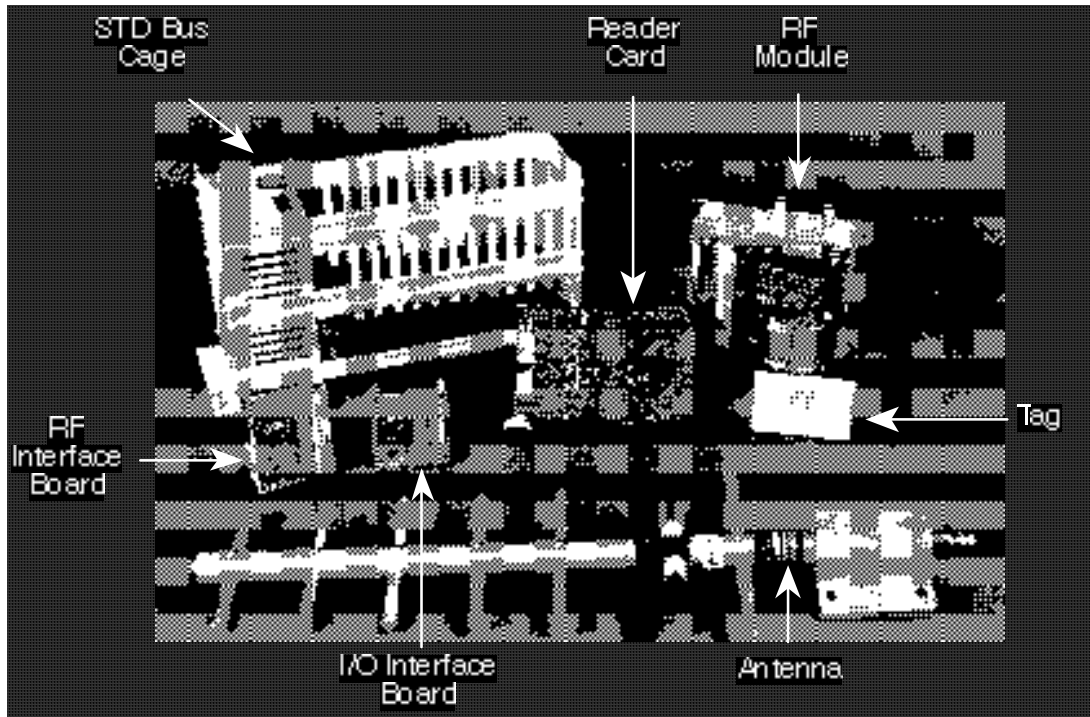 STD Bus
Cage
Reader
Card
RF
Module
RF
Interface
Board
Tag
I/O Interface
Board
Antenna